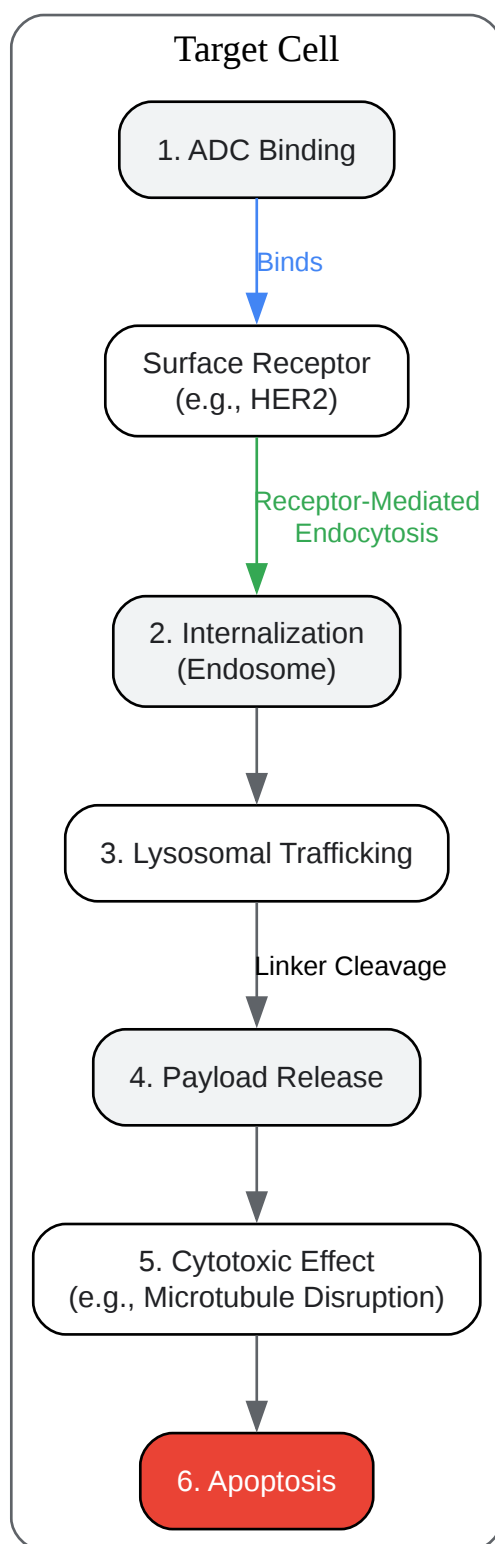 Target Cell
1. ADC Binding
Binds
Surface Receptor
(e.g., HER2)
Receptor-Mediated
Endocytosis
2. Internalization
(Endosome)
3. Lysosomal Trafficking
Linker Cleavage
4. Payload Release
5. Cytotoxic Effect
(e.g., Microtubule Disruption)
6. Apoptosis